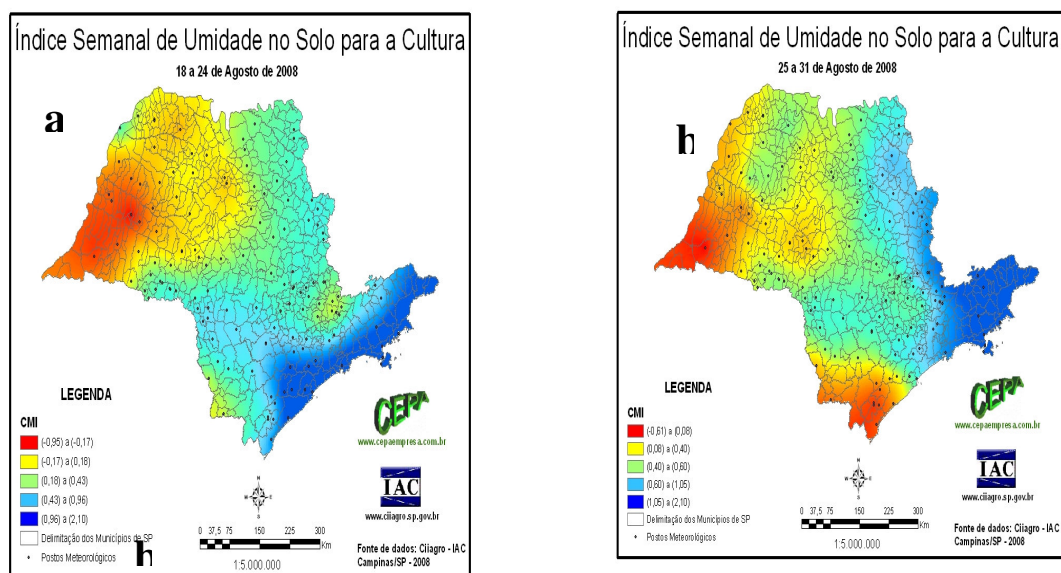 Índice Semanal de Umidade no Solo para a Cultura
18 a 24 de Agosto de 2008
a
LEGENDA
CMI
(-0,95) a (-0,17)
(-0,17) a (0,18)
(0,18) a (0,43)
(0,43) a (0,96)
(0,96) a (2,10)
Delimitação dos Municípios de SP
Postos Meteorológicos
www.cepaempresa.com.br
IAC
www.ciiagro.sp.gov.br
N
W E
S
0 37,5 75 150 225 300
Km
1:5.000.000
Fonte de dados: Ciiagro - IAC
Campinas/SP - 2008
Índice Semanal de Umidade no Solo para a Cultura
25 a 31 de Agosto de 2008
LEGENDA
CMI
(-0,61) a (0,08)
(0,08) a (0,40)
(0,40) a (0,60)
(0,60) a (1,05)
(1,05) a (2,10)
Delimitação dos Municípios de SP
Postos Meteorológicos
www.cepaempresa.com.br
IAC
www.ciiagro.sp.gov.br
N
W E
S
0 37,5 75 150 225 300
Km
1:5.000.000
Fonte de dados: Ciiagro - IAC
Campinas/SP - 2008